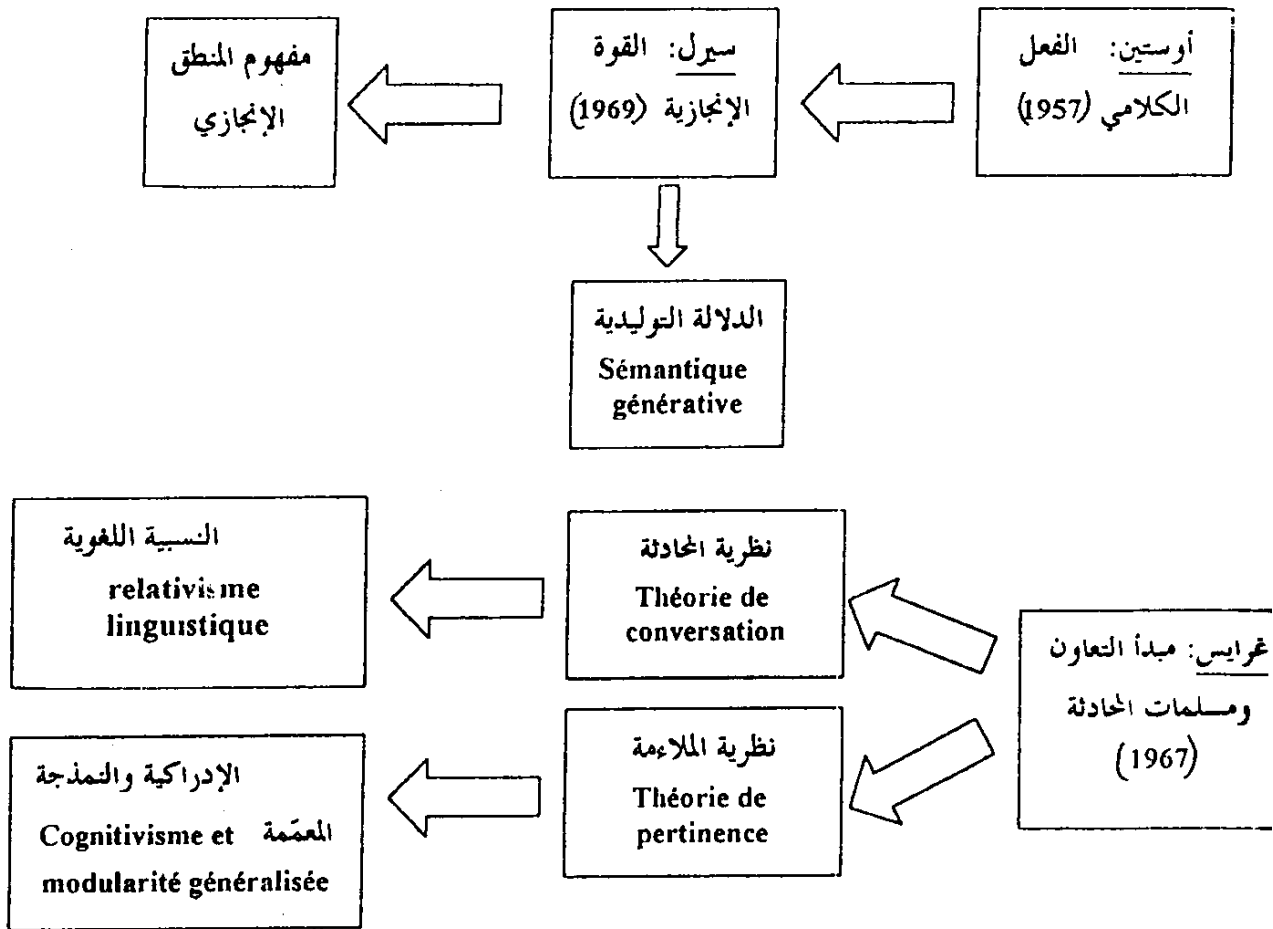 أوستين: الفعل
الكلامي (1957)
سيرل: القوة
الإنجازية (1969)
مفهوم المنطق
الإنجازي
الدلالة التوليدية
Sémantique
générative
غرايس: مبدأ التعاون
ومسلمات المحادثة
(1967)
نظرية المحادثة
Théorie de
conversation
النسبية اللغوية
relativisme
linguistique
نظرية الملاءمة
Théorie de
pertinence
الإدراكية والنمذجة
المعمّمة Cognitivisme et
modularité généralisée